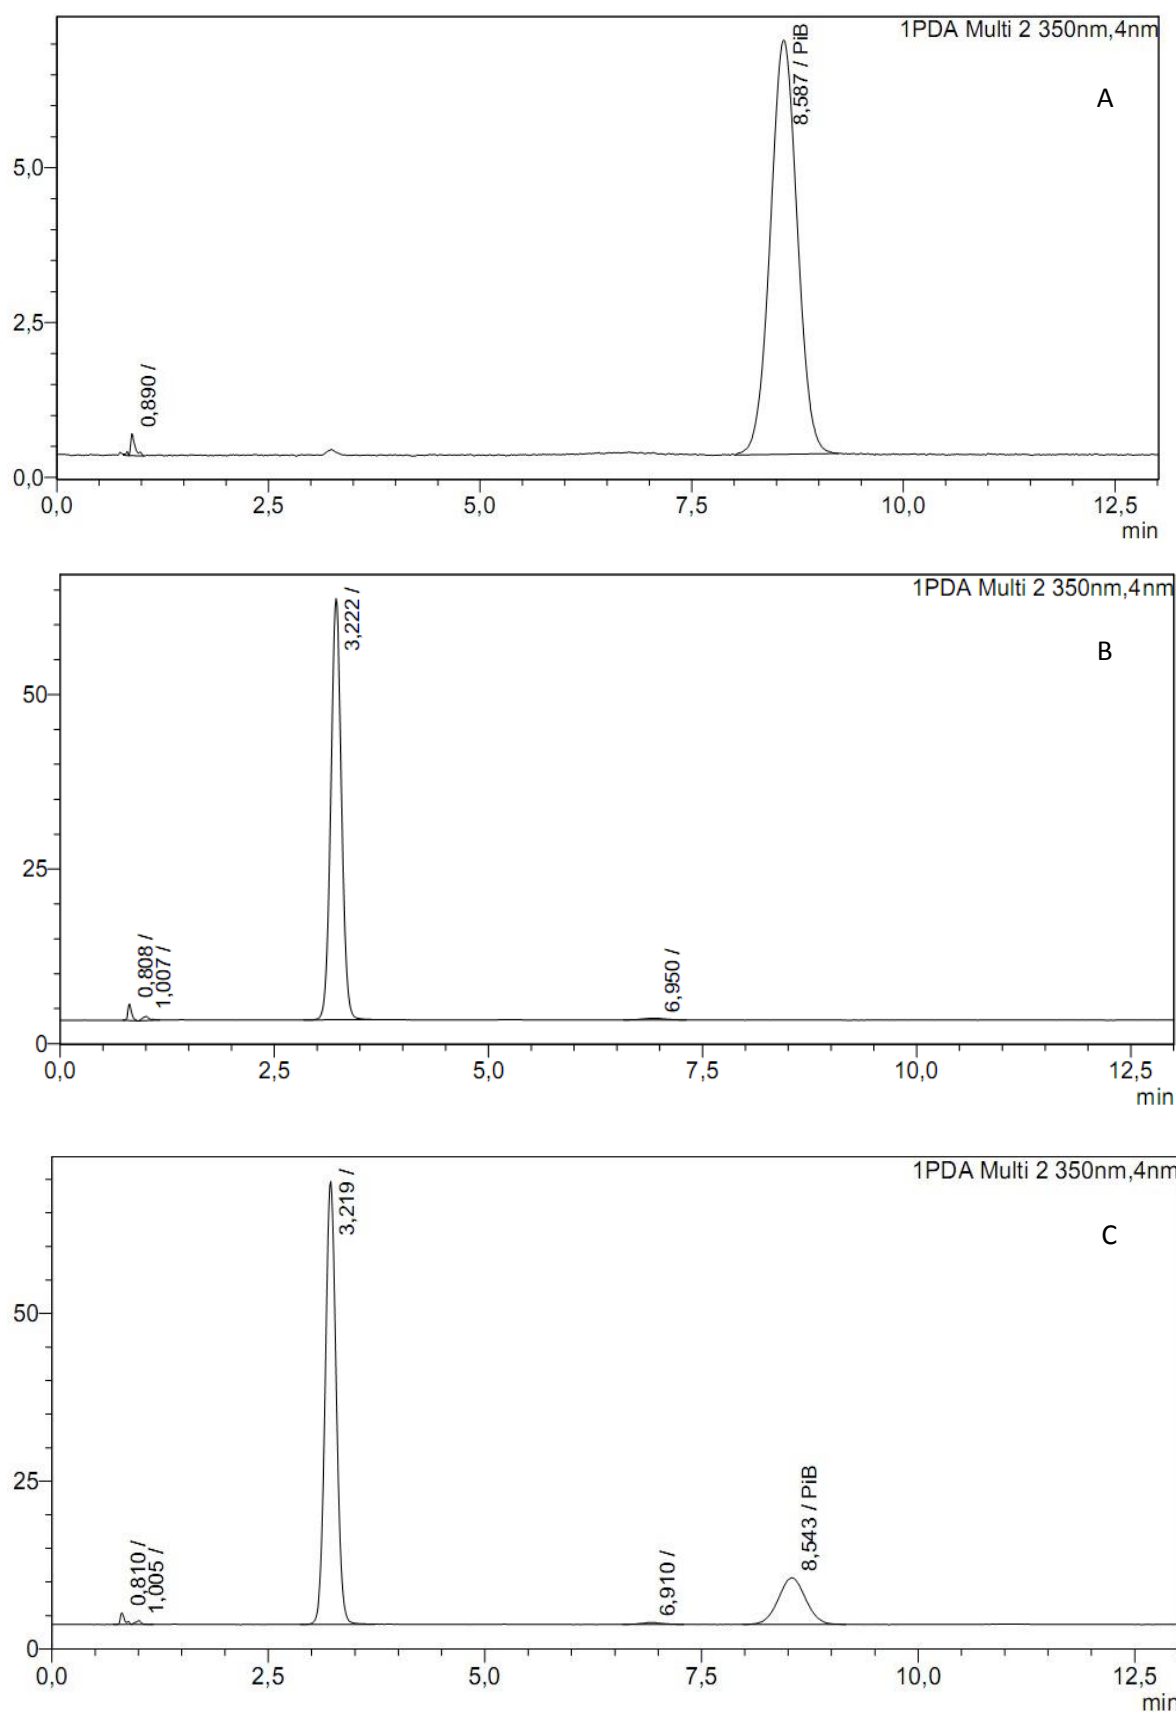 1PDA Multi 2 350nm,4nm
A
8,587 / PiB
0,890 /
5,0
2,5
0,0
0,0 2,5 5,0 7,5 10,0 12,5
min
1PDA Multi 2 350nm,4nm
B
3,222 /
0,808 /
1,007 /
6,950 /
50
25
0
0,0 2,5 5,0 7,5 10,0 12,5
min
1PDA Multi 2 350nm,4nm
C
3,219 /
0,810 /
1,005 /
6,910 /
8,543 / PiB
50
25
0
0,0 2,5 5,0 7,5 10,0 12,5
min